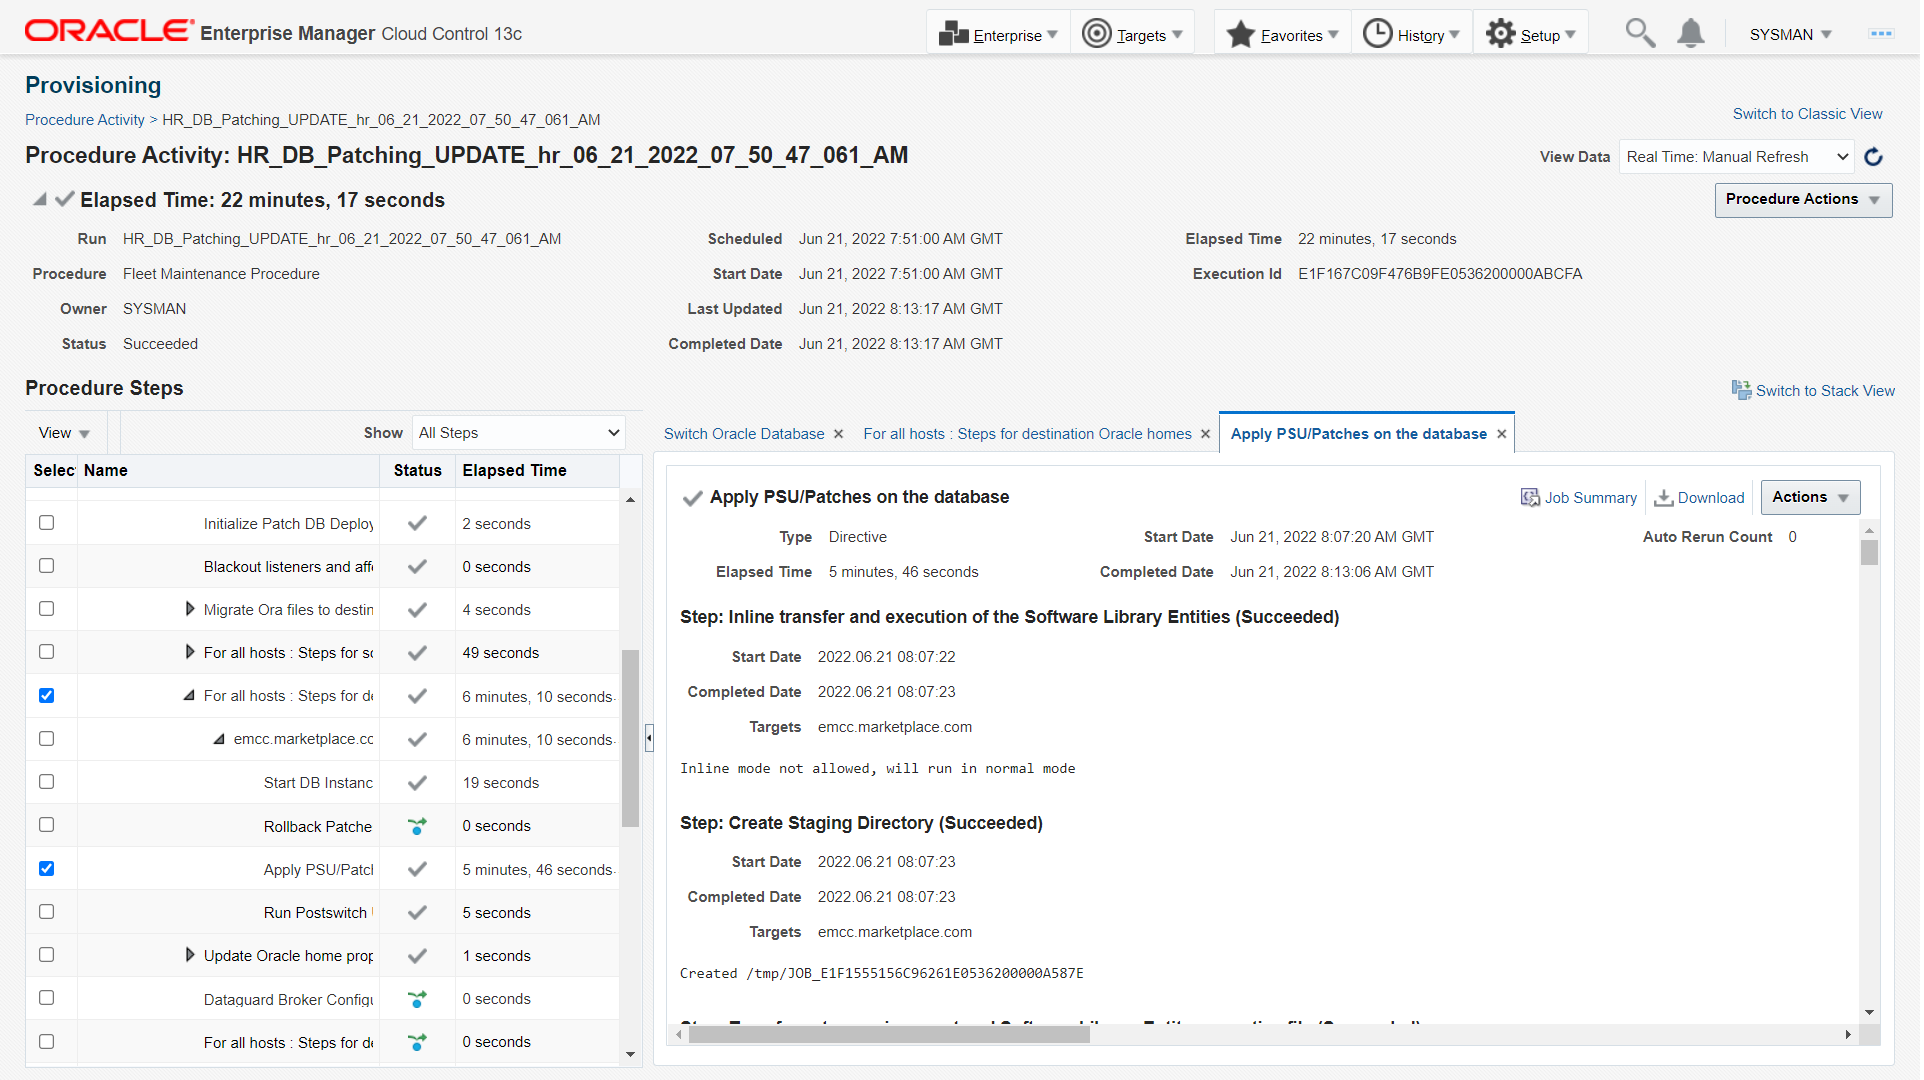 ORACLE Enterprise Manager Cloud Control 13c
Enterprise
Targets
Favorites
History
Setup
SYSMAN
Provisioning
Procedure Activity > HR_DB_Patching_UPDATE_hr_06_21_2022_07_50_47_061_AM
Switch to Classic View
Procedure Activity: HR_DB_Patching_UPDATE_hr_06_21_2022_07_50_47_061_AM
View Data Real Time: Manual Refresh
Elapsed Time: 22 minutes, 17 seconds
Procedure Actions
Run HR_DB_Patching_UPDATE_hr_06_21_2022_07_50_47_061_AM
Scheduled Jun 21, 2022 7:51:00 AM GMT
Elapsed Time 22 minutes, 17 seconds
Procedure Fleet Maintenance Procedure
Start Date Jun 21, 2022 7:51:00 AM GMT
Execution Id E1F167C09F476B9FE0536200000ABCFA
Owner SYSMAN
Last Updated Jun 21, 2022 8:13:17 AM GMT
Status Succeeded
Completed Date Jun 21, 2022 8:13:17 AM GMT
Procedure Steps
Switch to Stack View
View
Show All Steps
Selec Name Status Elapsed Time
Initialize Patch DB Deploy 2 seconds
Blackout listeners and aff 0 seconds
Migrate Ora files to destin 4 seconds
For all hosts : Steps for so 49 seconds
For all hosts : Steps for de 6 minutes, 10 seconds
emcc.marketplace.co 6 minutes, 10 seconds
Start DB Instanc 19 seconds
Rollback Patche 0 seconds
Apply PSU/Patch 5 minutes, 46 seconds
Run Postswitch 5 seconds
Update Oracle home prop 1 seconds
Dataguard Broker Configu 0 seconds
For all hosts : Steps for de 0 seconds
Switch Oracle Database
For all hosts : Steps for destination Oracle homes
Apply PSU/Patches on the database
Apply PSU/Patches on the database
Job Summary
Download
Actions
Type Directive
Start Date Jun 21, 2022 8:07:20 AM GMT
Auto Rerun Count 0
Elapsed Time 5 minutes, 46 seconds
Completed Date Jun 21, 2022 8:13:06 AM GMT
Step: Inline transfer and execution of the Software Library Entities (Succeeded)
Start Date 2022.06.21 08:07:22
Completed Date 2022.06.21 08:07:23
Targets emcc.marketplace.com
Inline mode not allowed, will run in normal mode
Step: Create Staging Directory (Succeeded)
Start Date 2022.06.21 08:07:23
Completed Date 2022.06.21 08:07:23
Targets emcc.marketplace.com
Created /tmp/JOB_E1F1555156C96261E0536200000A587E